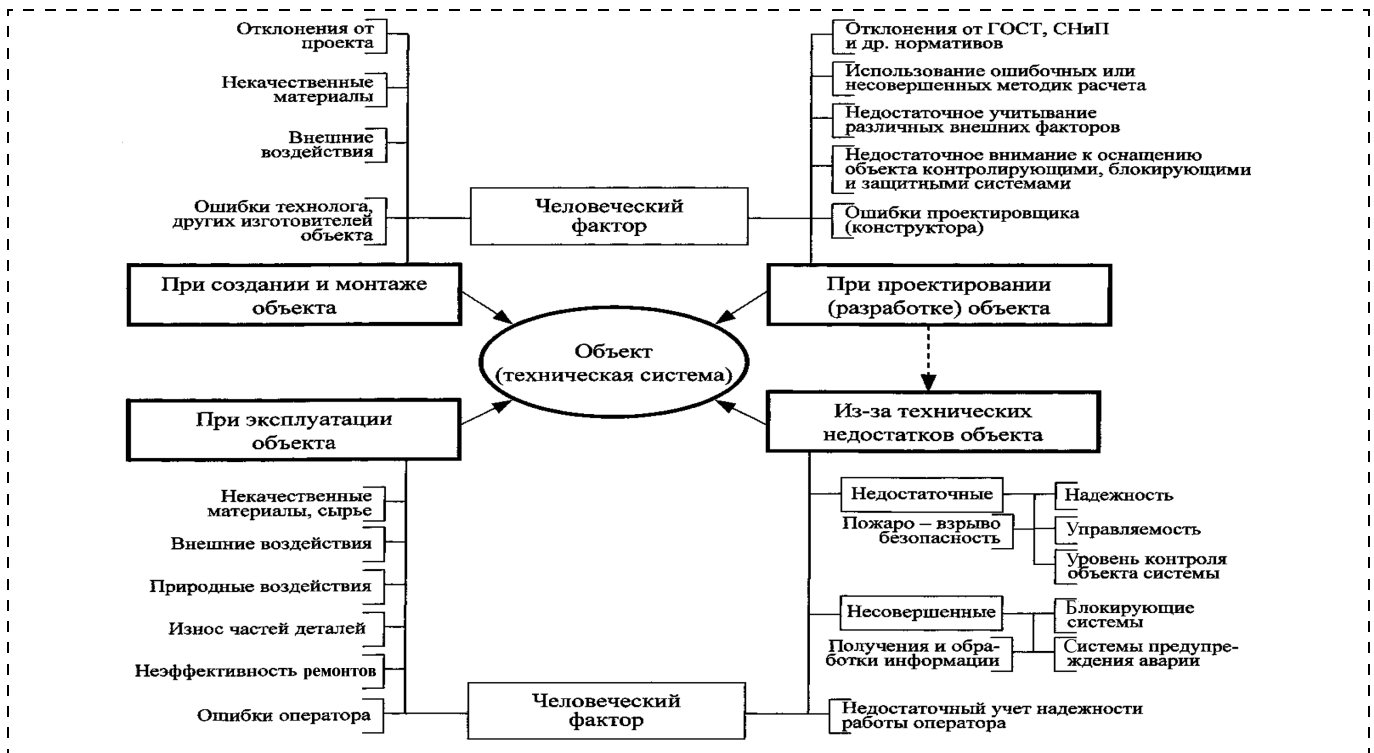 Отклонения от
проекта
Некачественные
материалы
Внешние
воздействия
Ошибки технолога,
других изготовителей
объекта
Человеческий
фактор
Отклонения от ГОСТ, СНиП
и др. нормативов
Использование ошибочных или
несовершенных методик расчета
Недостаточное учитывание
различных внешних факторов
Недостаточное внимание к оснащению
объекта контролирующими, блокирующими
и защитными системами
Ошибки проектировщика
(конструктора)
При создании и монтаже
объекта
При проектировании
(разработке) объекта
Объект
(техническая система)
При эксплуатации
объекта
Из-за технических
недостатков объекта
Некачественные
материалы, сырье
Внешние воздействия
Природные воздействия
Износ частей деталей
Неэффективность ремонтов
Ошибки оператора
Человеческий
фактор
Недостаточные
Надежность
Пожаро – взрыво
безопасность
Управляемость
Уровень контроля
объекта системы
Несовершенные
Блокирующие
системы
Получения и обра-
ботки информации
Системы предупре-
ждения аварии
Недостаточный учет надежности
работы оператора